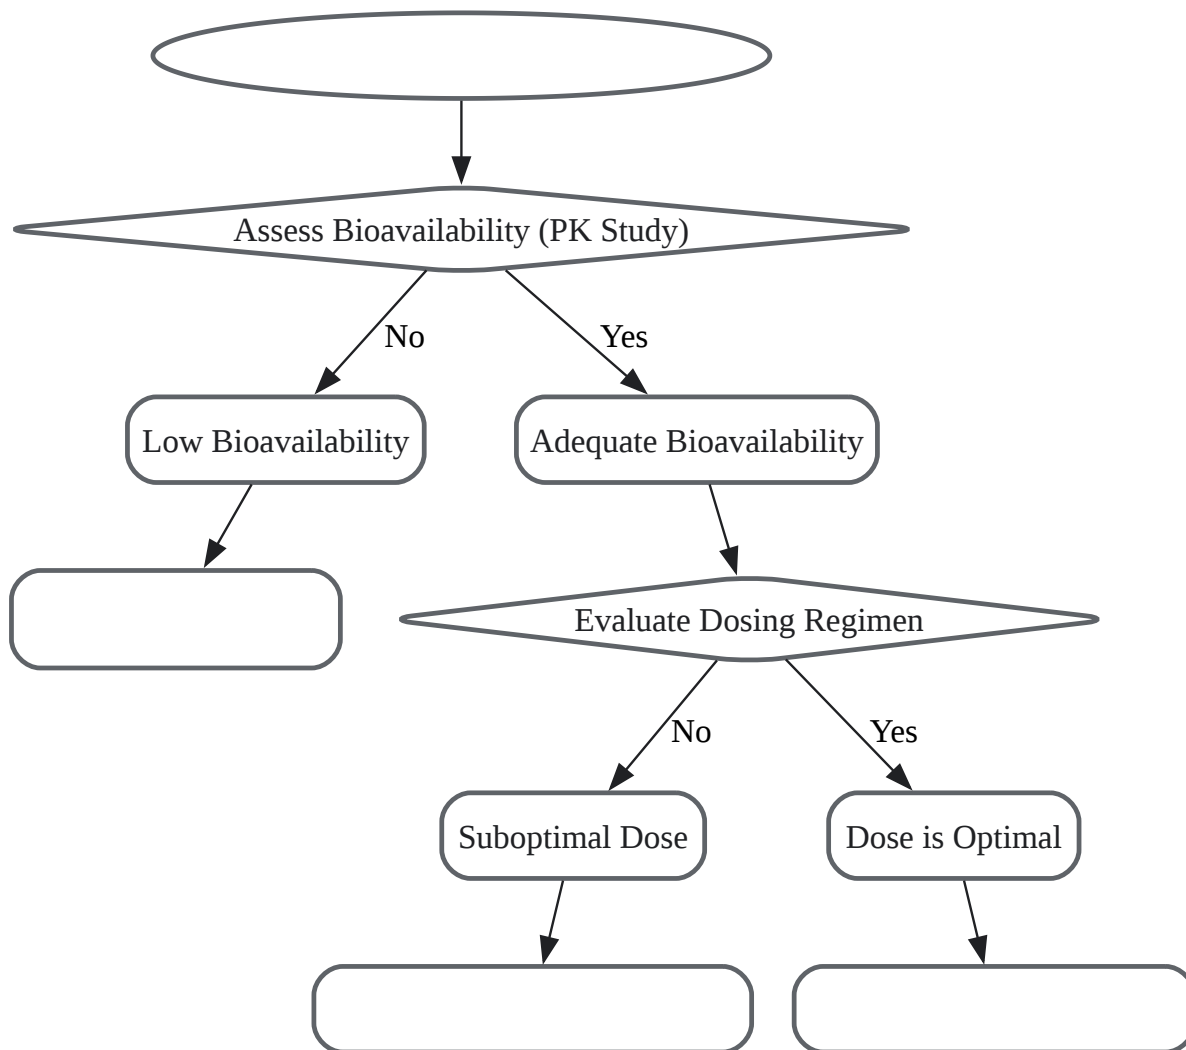 Assess Bioavailability (PK Study)
No
Yes
Low Bioavailability
Adequate Bioavailability
Evaluate Dosing Regimen
No
Yes
Suboptimal Dose
Dose is Optimal